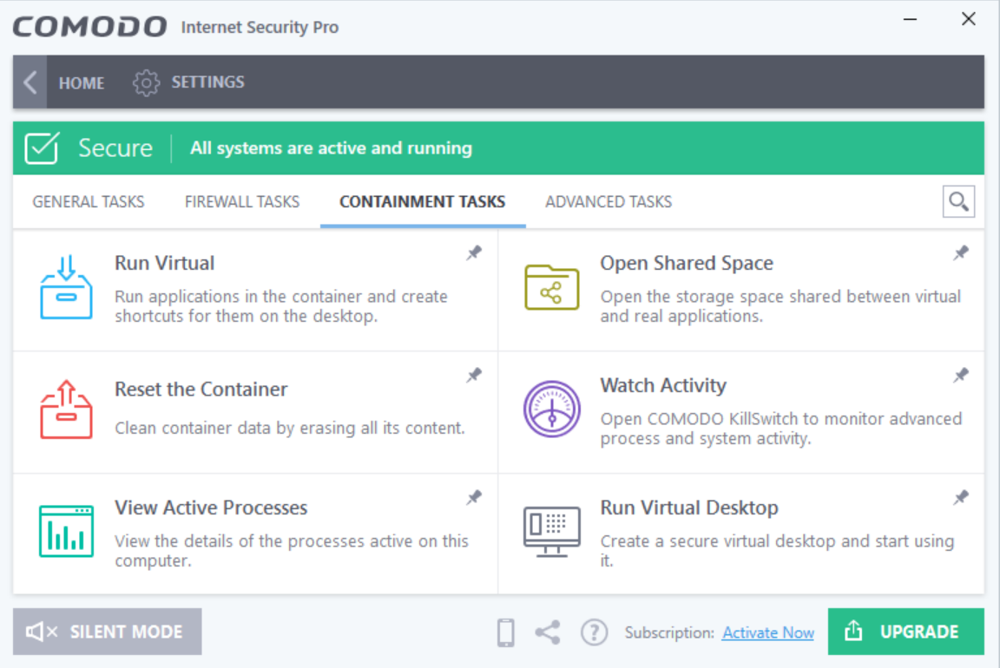 COMODO Internet Security Pro
HOME SETTINGS
Secure All systems are active and running
GENERAL TASKS FIREWALL TASKS CONTAINMENT TASKS ADVANCED TASKS
Run Virtual
Run applications in the container and create
shortcuts for them on the desktop.
Open Shared Space
Open the storage space shared between virtual
and real applications.
Reset the Container
Clean container data by erasing all its content.
Watch Activity
Open COMODO KillSwitch to monitor advanced
process and system activity.
View Active Processes
View the details of the processes active on this
computer.
Run Virtual Desktop
Create a secure virtual desktop and start using
it.
SILENT MODE
Subscription: Activate Now
UPGRADE